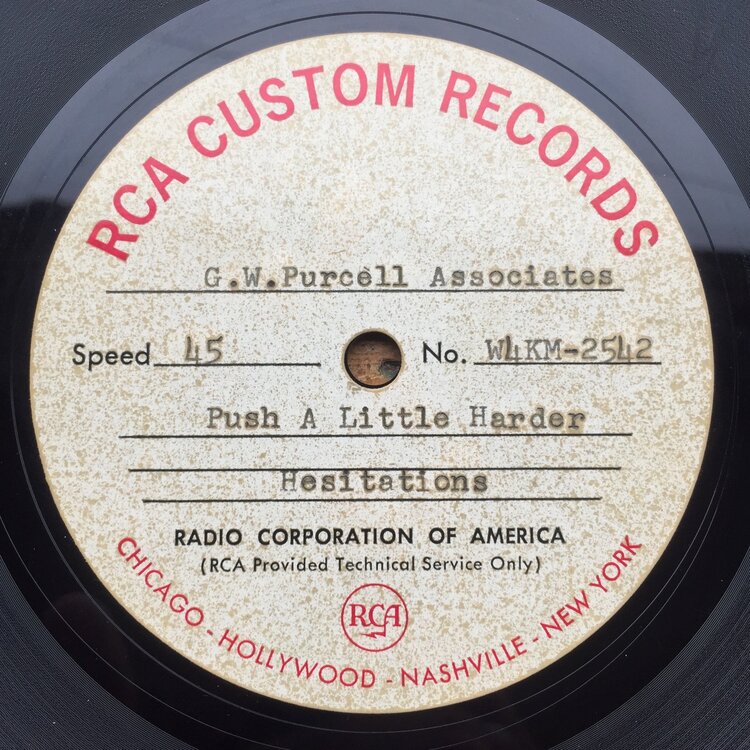 RCA CUSTOM RECORDS
G.W.Purcell Associates
Speed 45 No. W4KM-2542
Push A Little Harder
Hesitations
RADIO CORPORATION OF AMERICA
(RCA Provided Technical Service Only)
RCA
CHICAGO - HOLLYWOOD - NASHVILLE - NEW YORK